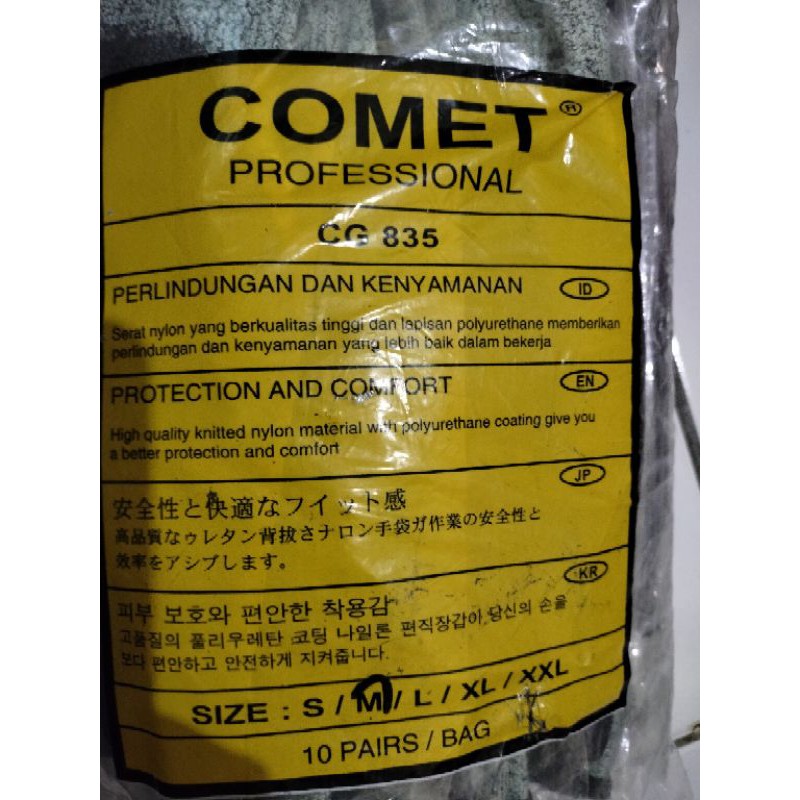 COMET ®
PROFESSIONAL
CG 835
PERLINDUNGAN DAN KENYAMANAN ID
Serat nylon yang berkualitas tinggi dan lapisan polyurethane memberikan
perlindungan dan kenyamanan yang lebih baik dalam bekerja
PROTECTION AND COMFORT EN
High quality knitted nylon material with polyurethane coating give you
a better protection and comfort
JP
安全性と快適なフイット感
高品質なゥレタン背拔さナロン手袋ガ作業の安全性と
効率をアシブします。
KR
피부 보호와 편안한 착용감
고품질의 폴리우레탄 코팅 나일론 편직장갑이 당신의 손을
보다 편안하고 안전하게 지켜줍니다.
SIZE : S / M / L / XL / XXL
10 PAIRS / BAG